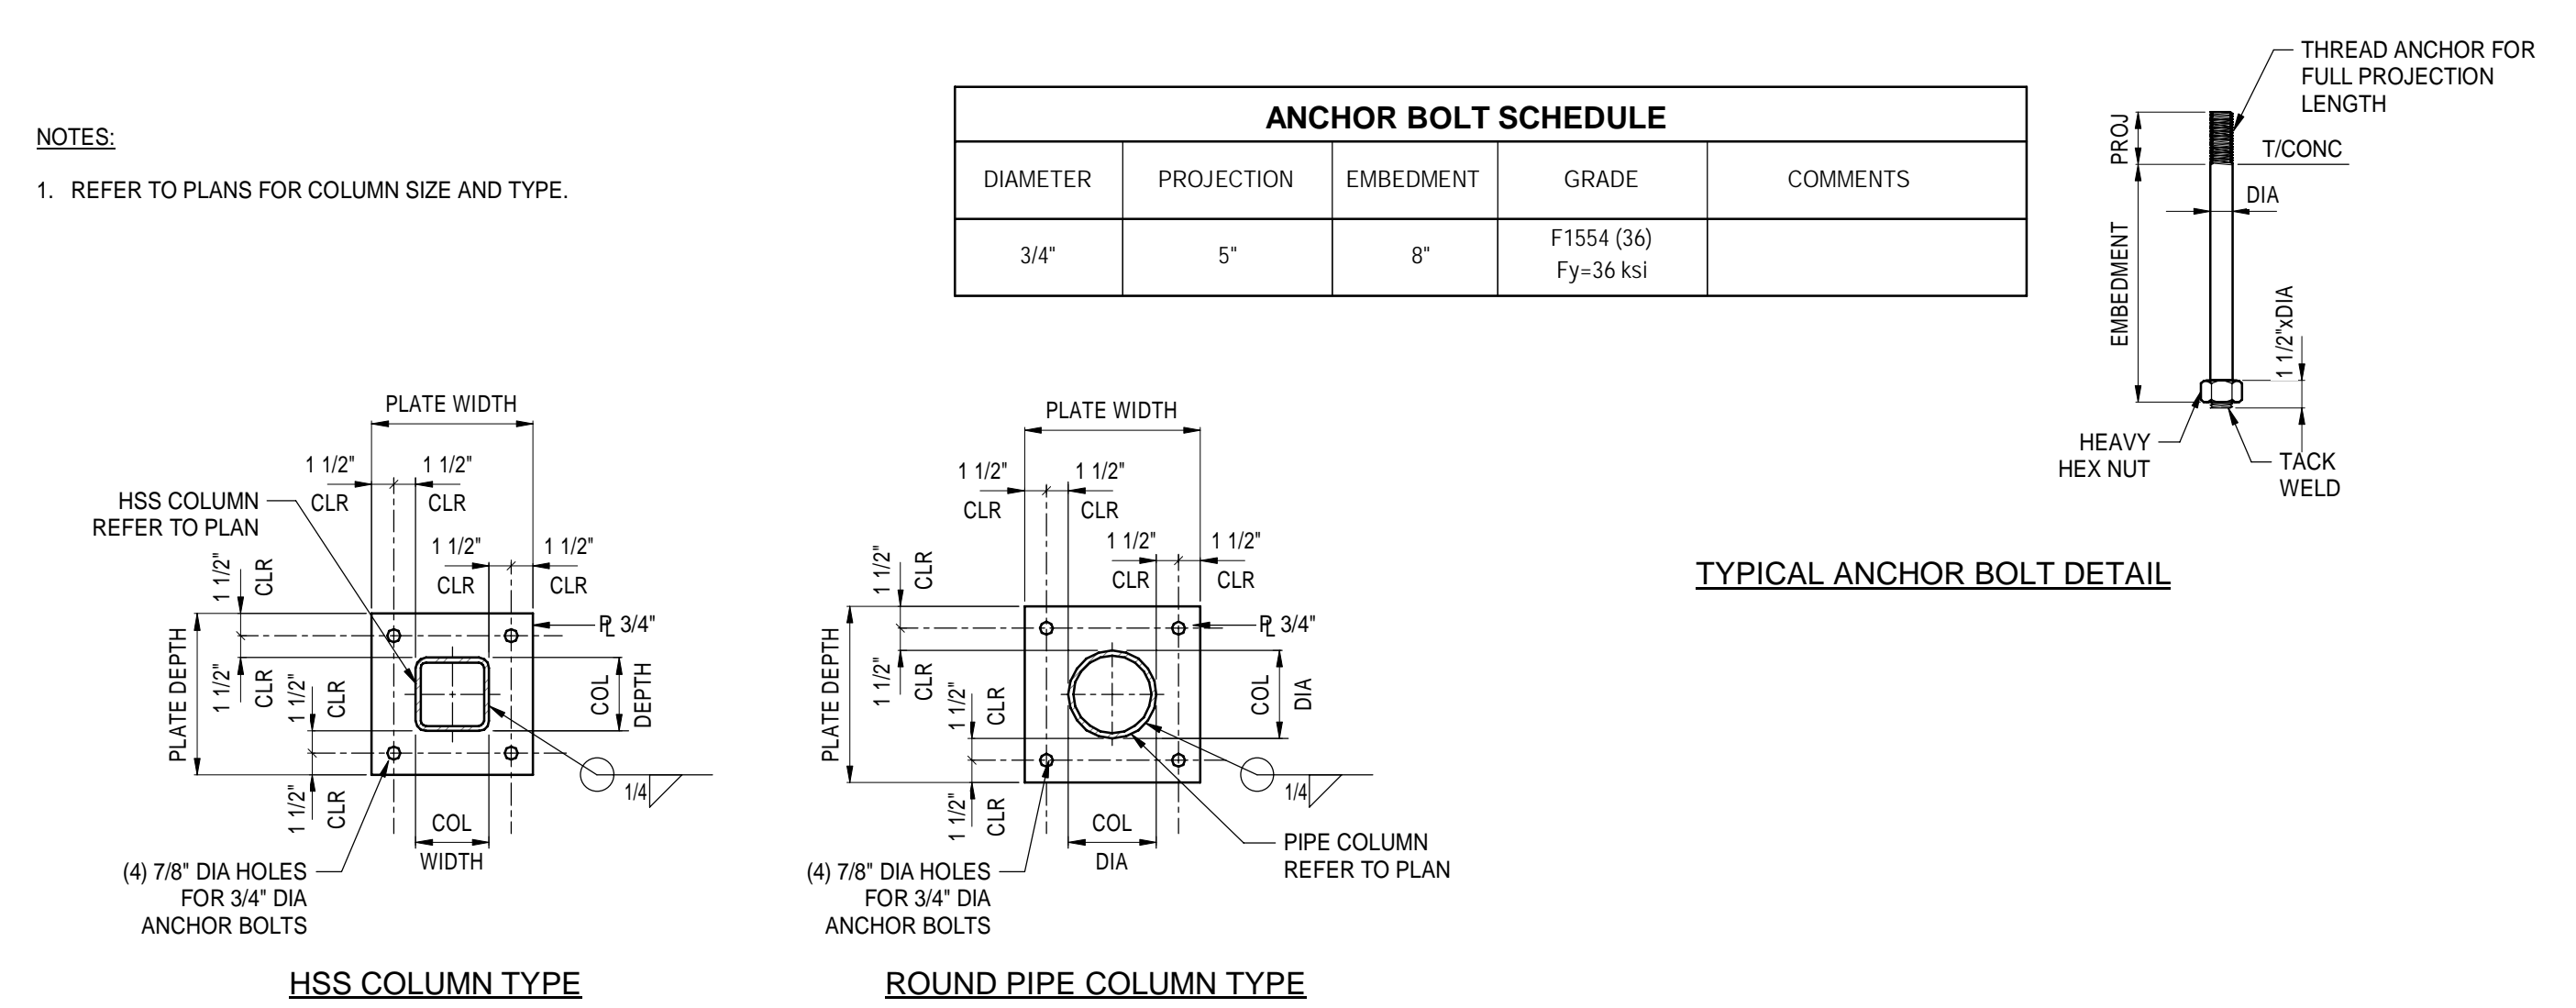 NOTES:
1. REFER TO PLANS FOR COLUMN SIZE AND TYPE.
ANCHOR BOLT SCHEDULE
DIAMETER PROJECTION EMBEDMENT GRADE COMMENTS
3/4" 5" 8" F1554 (36)
Fy=36 ksi
THREAD ANCHOR FOR
FULL PROJECTION
LENGTH
PROJ
T/CONC
DIA
EMBEDMENT
1 1/2"xDIA
HEAVY
HEX NUT
TACK
WELD
TYPICAL ANCHOR BOLT DETAIL
PLATE WIDTH
1 1/2" 1 1/2"
CLR CLR
HSS COLUMN
REFER TO PLAN
1 1/2" 1 1/2"
CLR CLR
1 1/2"
CLR
PLATE DEPTH
1 1/2"
CLR
1 1/2"
CLR
1 1/2"
CLR
PL 3/4"
COL
DEPTH
1/4
COL
WIDTH
(4) 7/8" DIA HOLES
FOR 3/4" DIA
ANCHOR BOLTS
HSS COLUMN TYPE
PLATE WIDTH
1 1/2" 1 1/2"
CLR CLR
1 1/2" 1 1/2"
CLR CLR
1 1/2"
CLR
PLATE DEPTH
1 1/2"
CLR
1 1/2"
CLR
1 1/2"
CLR
PL 3/4"
COL
DIA
1/4
COL
DIA
PIPE COLUMN
REFER TO PLAN
(4) 7/8" DIA HOLES
FOR 3/4" DIA
ANCHOR BOLTS
ROUND PIPE COLUMN TYPE